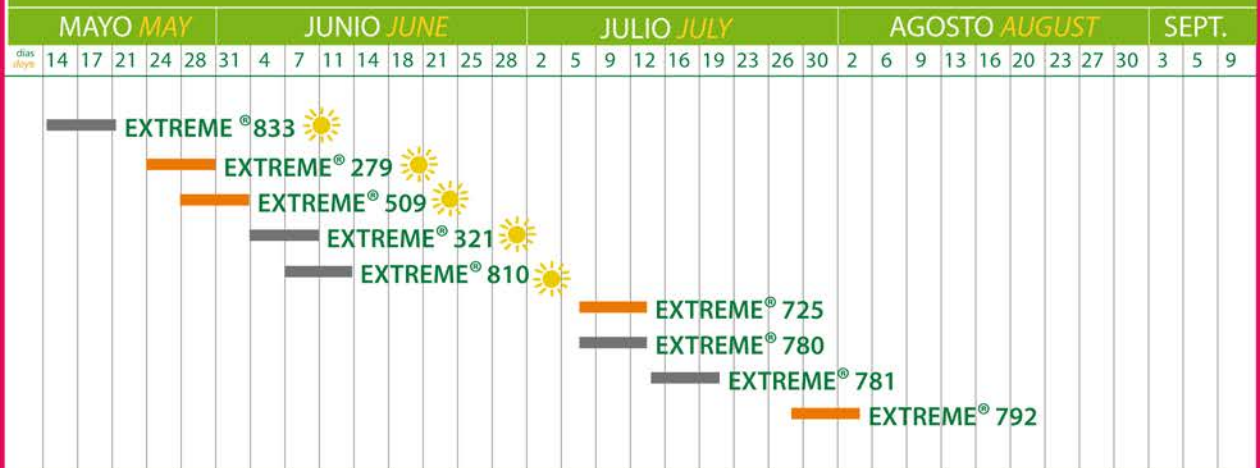 MAYO MAY JUNIO JUNE JULIO JULY AGOSTO AUGUST SEPT.
días
days
14 17 21 24 28 31 4 7 11 14 18 21 25 28 2 5 9 12 16 19 23 26 30 2 6 9 13 16 20 23 27 30 3 5 9
EXTREME ®833
EXTREME® 279
EXTREME® 509
EXTREME® 321
EXTREME® 810
EXTREME® 725
EXTREME® 780
EXTREME® 781
EXTREME® 792